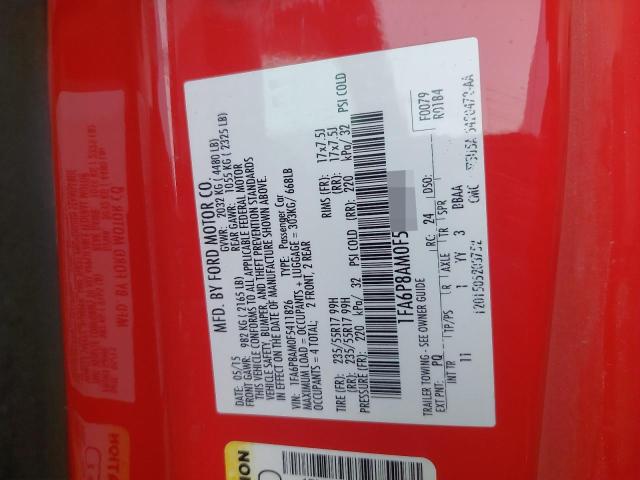 MFD. BY FORD MOTOR CO.
DATE: 05/15 GVWR: 2032 KG ( 4480 LB)
FRONT GAWR: 982 KG ( 2165 LB) REAR GAWR: 1055 KG ( 2325 LB)
THIS VEHICLE CONFORMS TO ALL APPLICABLE FEDERAL MOTOR
VEHICLE SAFETY, BUMPER, AND THEFT PREVENTION STANDARDS
IN EFFECT ON THE DATE OF MANUFACTURE SHOWN ABOVE.
VIN: 1FA6P8AM0F5411826 TYPE: Passenger Car
MAXIMUM LOAD = OCCUPANTS + LUGGAGE = 303KG/ 668LB
OCCUPANTS = 4 TOTAL: 2 FRONT, 2 REAR
TIRE (FR): 235/55R17 99H RIMS (FR): 17x7.5J
(RR): 235/55R17 99H (RR): 17x7.5J
PRESSURE (FR): 220 kPa/ 32 PSI COLD (RR): 220 kPa/ 32 PSI COLD
1FA6P8AM0F5
F0079
R0184
TRAILER TOWING - SEE OWNER GUIDE
EXT PNT: PQ RC: 24 DSO:
INT TR TP/PS R AXLE TR SPR
11 1 YY 3 BBAA